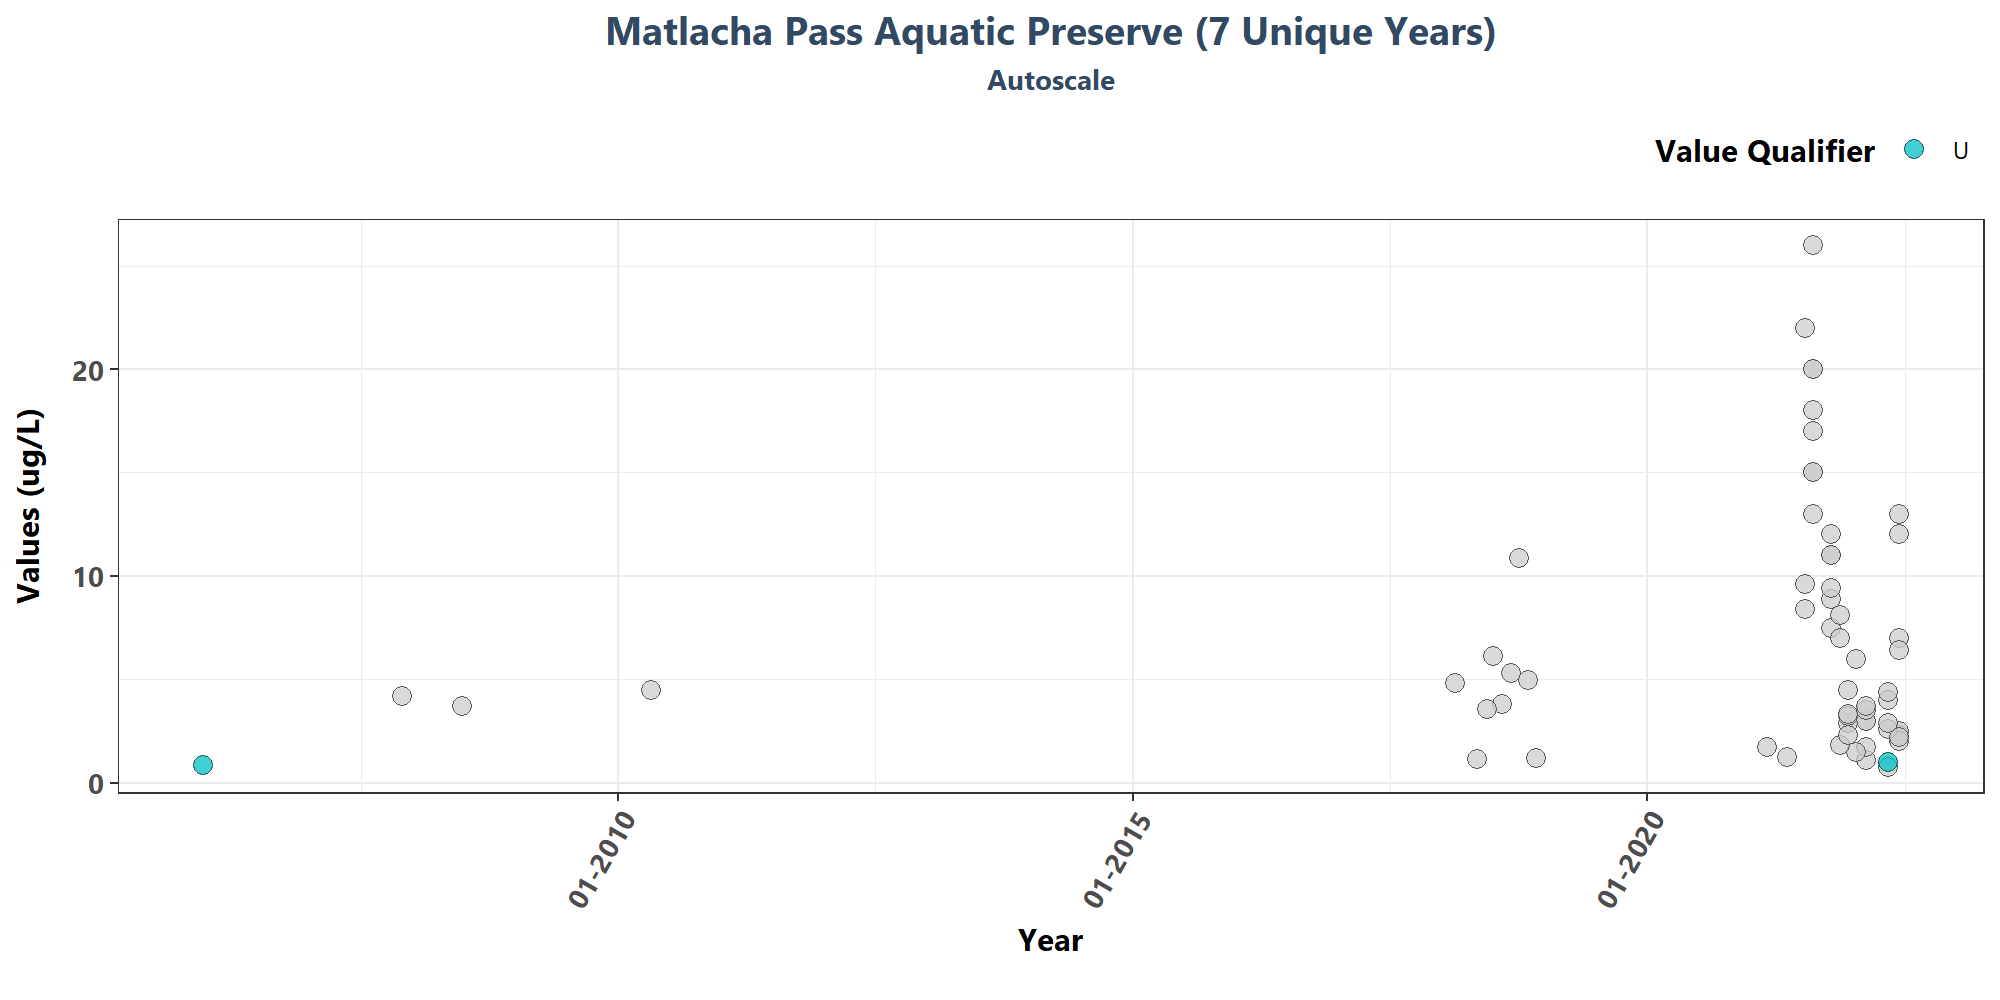 Matlacha Pass Aquatic Preserve (7 Unique Years)
Autoscale
Value Qualifier U
Values (ug/L)
20
10
0
01-2010
01-2015
01-2020
Year